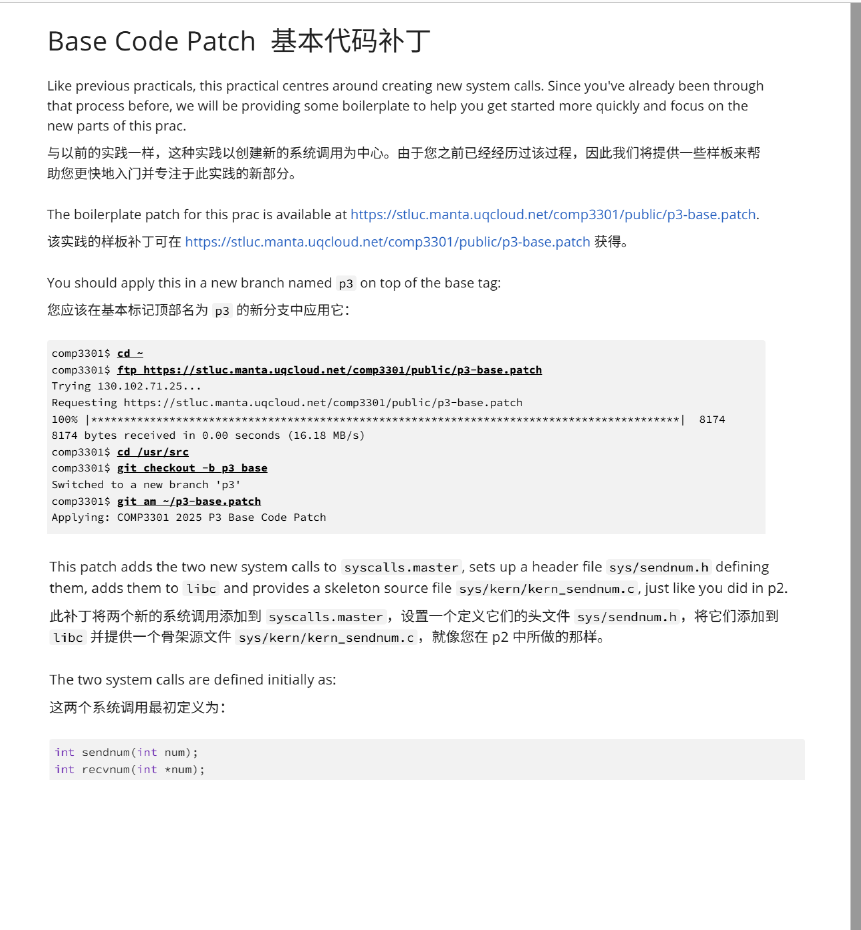 Base Code Patch 基本代码补丁
Like previous practicals, this practical centres around creating new system calls. Since you've already been through
that process before, we will be providing some boilerplate to help you get started more quickly and focus on the
new parts of this prac.
与以前的实践一样，这种实践以创建新的系统调用为中心。由于您之前已经经历过该过程，因此我们将提供一些样板来帮
助您更快地入门并专注于此实践的新部分。
The boilerplate patch for this prac is available at https://stluc.manta.uqcloud.net/comp3301/public/p3-base.patch.
该实践的样板补丁可在 https://stluc.manta.uqcloud.net/comp3301/public/p3-base.patch 获得。
You should apply this in a new branch named p3 on top of the base tag:
您应该在基本标记顶部名为 p3 的新分支中应用它：
comp3301$ cd ~
comp3301$ ftp https://stluc.manta.uqcloud.net/comp3301/public/p3-base.patch
Trying 130.102.71.25...
Requesting https://stluc.manta.uqcloud.net/comp3301/public/p3-base.patch
100% |******************************************************************************************| 8174
8174 bytes received in 0.00 seconds (16.18 MB/s)
comp3301$ cd /usr/src
comp3301$ git checkout -b p3 base
Switched to a new branch 'p3'
comp3301$ git am ~/p3-base.patch
Applying: COMP3301 2025 P3 Base Code Patch
This patch adds the two new system calls to syscalls.master, sets up a header file sys/sendnum.h defining
them, adds them to libc and provides a skeleton source file sys/kern/kern_sendnum.c, just like you did in p2.
此补丁将两个新的系统调用添加到 syscalls.master，设置一个定义它们的头文件 sys/sendnum.h，将它们添加到
libc 并提供一个骨架源文件 sys/kern/kern_sendnum.c，就像您在 p2 中所做的那样。
The two system calls are defined initially as:
这两个系统调用最初定义为：
int sendnum(int num);
int recvnum(int *num);